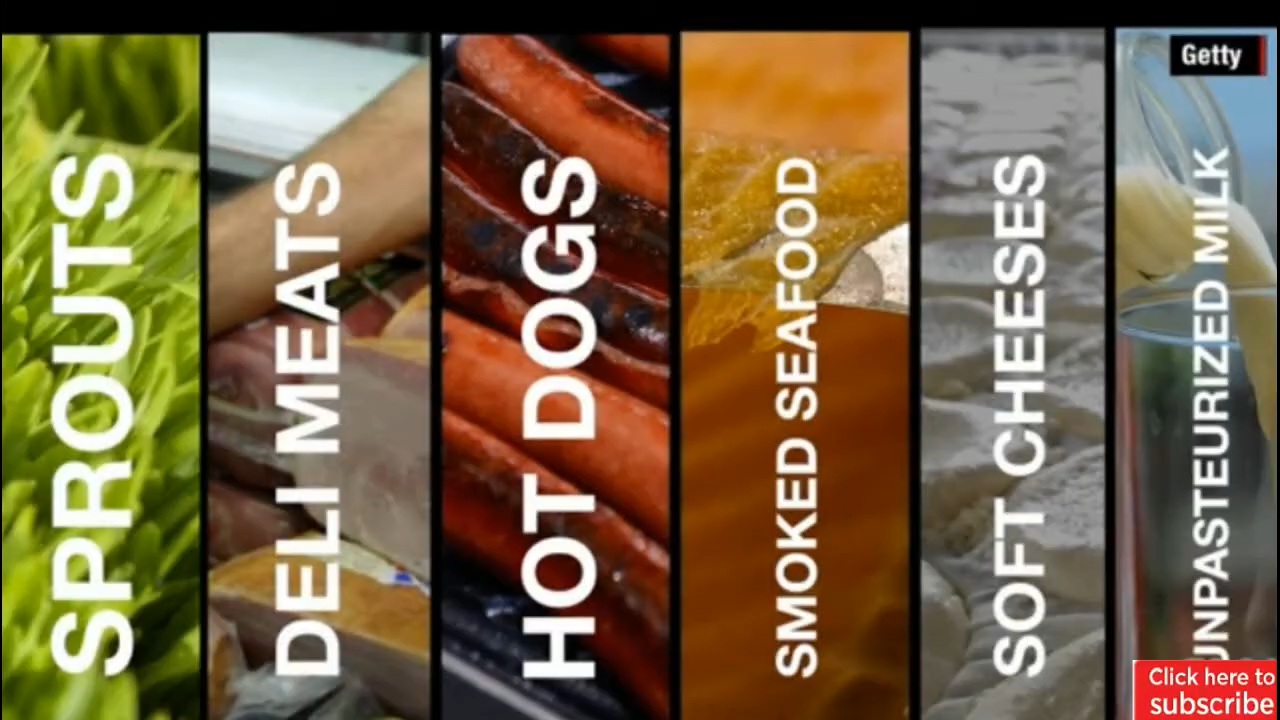 SPROUTS
DELI MEATS
HOT DOGS
SMOKED SEAFOOD
SOFT CHEESES
UNPASTEURIZED MILK
Getty
Click here to
subscribe